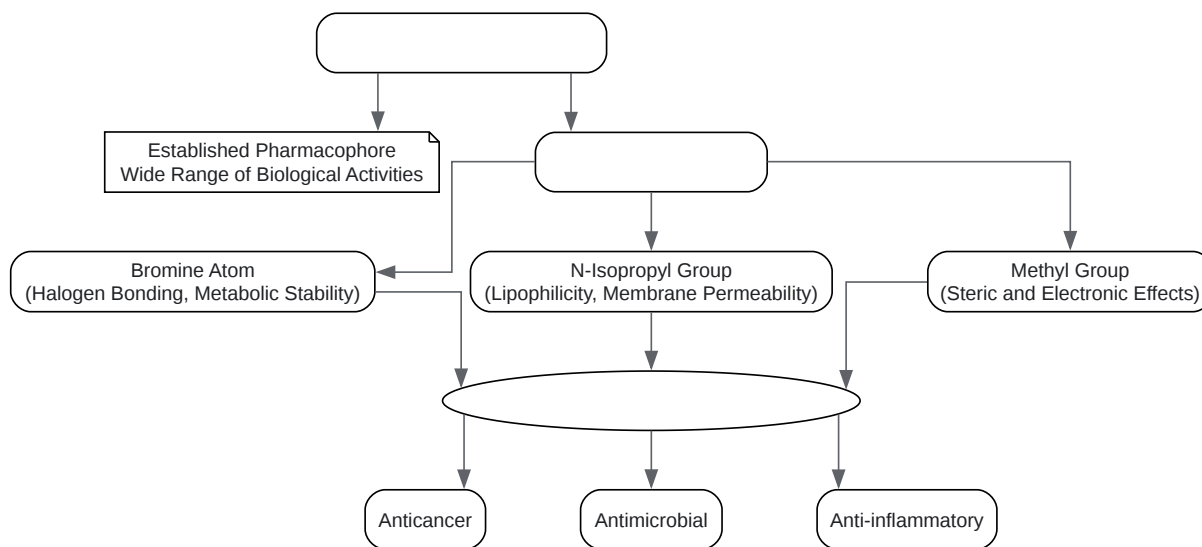 Established Pharmacophore
Wide Range of Biological Activities
Bromine Atom
(Halogen Bonding, Metabolic Stability)
N-Isopropyl Group
(Lipophilicity, Membrane Permeability)
Methyl Group
(Steric and Electronic Effects)
Anticancer
Antimicrobial
Anti-inflammatory